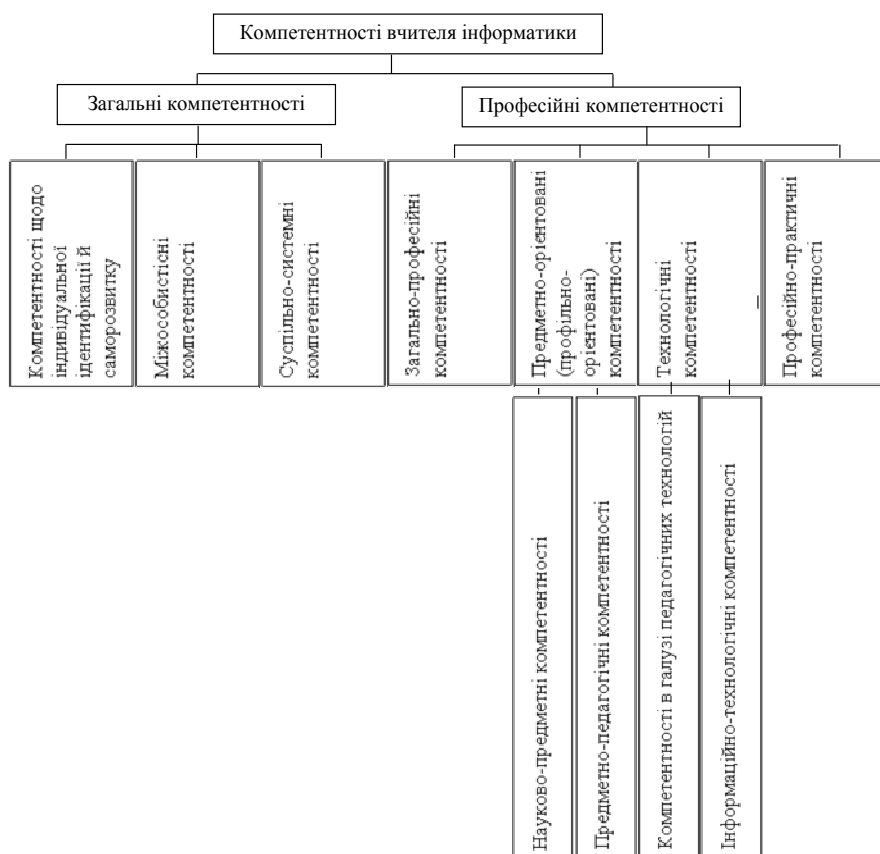 Компетентності вчителя інформатики
Загальні компетентності
Професійні компетентності
Компетентності щодо
індивідуальної
ідентифікації й
саморозвитку
Міжособистісні
компетентності
Суспільно-системні
компетентності
Загально-професійні
компетентності
Предметно-орієнтовані
(профільно-
орієнтовані)
компетентності
Технологічні
компетентності
Професійно-практичні
компетентності
Науково-предметні компетентності
Предметно-педагогічні компетентності
Компетентності в галузі педагогічних технологій
Інформаційно-технологічні компетентності